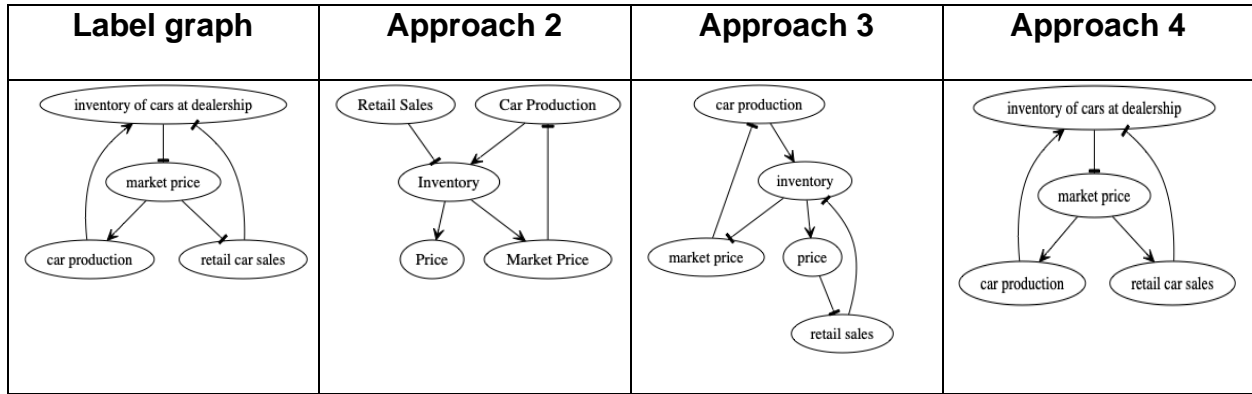 Label graph
Approach 2
Approach 3
Approach 4
inventory of cars at dealership
market price
car production
retail car sales
Retail Sales
Car Production
Inventory
Price
Market Price
car production
inventory
market price
price
retail sales
inventory of cars at dealership
market price
car production
retail car sales